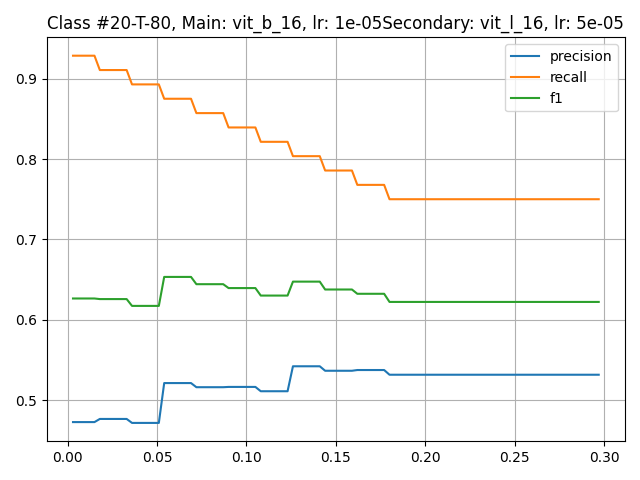 Class #20-T-80, Main: vit_b_16, lr: 1e-05Secondary: vit_l_16, lr: 5e-05
precision
recall
f1
0.9
0.8
0.7
0.6
0.5
0.00 0.05 0.10 0.15 0.20 0.25 0.30